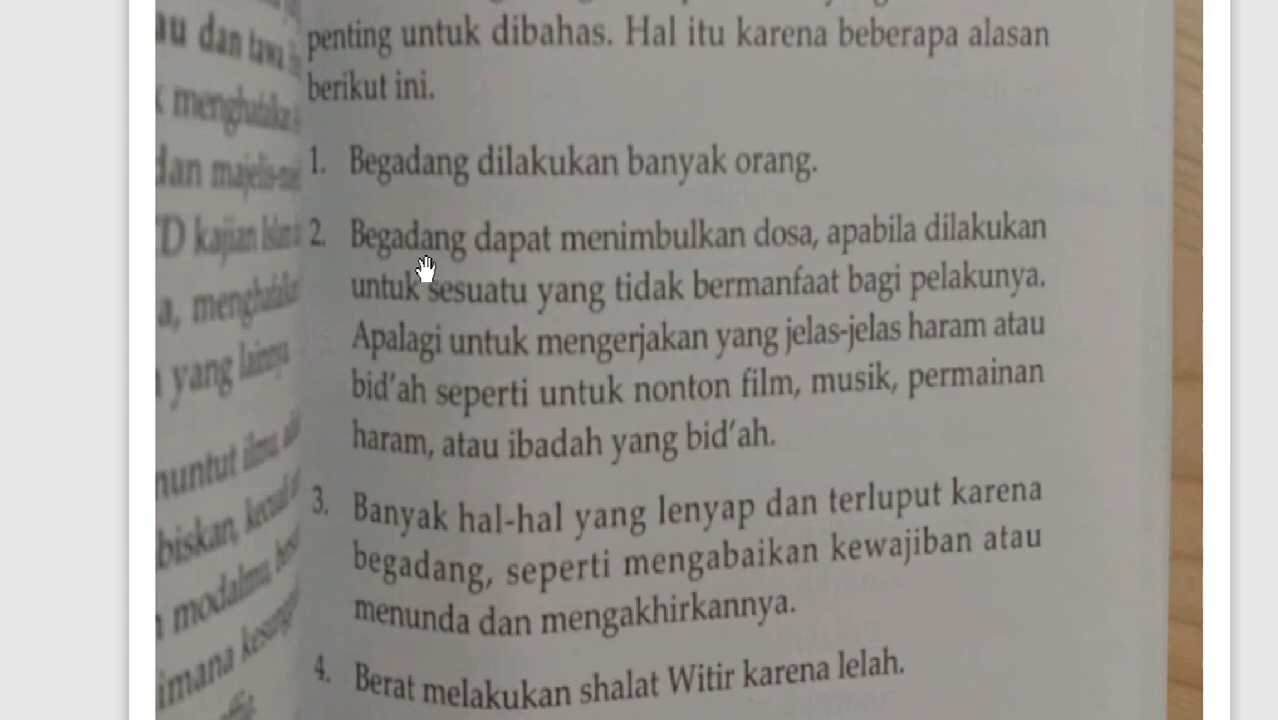 au dan tawa
penting untuk dibahas. Hal itu karena beberapa alasan
berikut ini.
1. Begadang dilakukan banyak orang.
2. Begadang dapat menimbulkan dosa, apabila dilakukan
untuk sesuatu yang tidak bermanfaat bagi pelakunya.
Apalagi untuk mengerjakan yang jelas-jelas haram atau
bid'ah seperti untuk nonton film, musik, permainan
haram, atau ibadah yang bid'ah.
3. Banyak hal-hal yang lenyap dan terluput karena
begadang, seperti mengabaikan kewajiban atau
menunda dan mengakhirkannya.
4. Berat melakukan shalat Witir karena lelah.